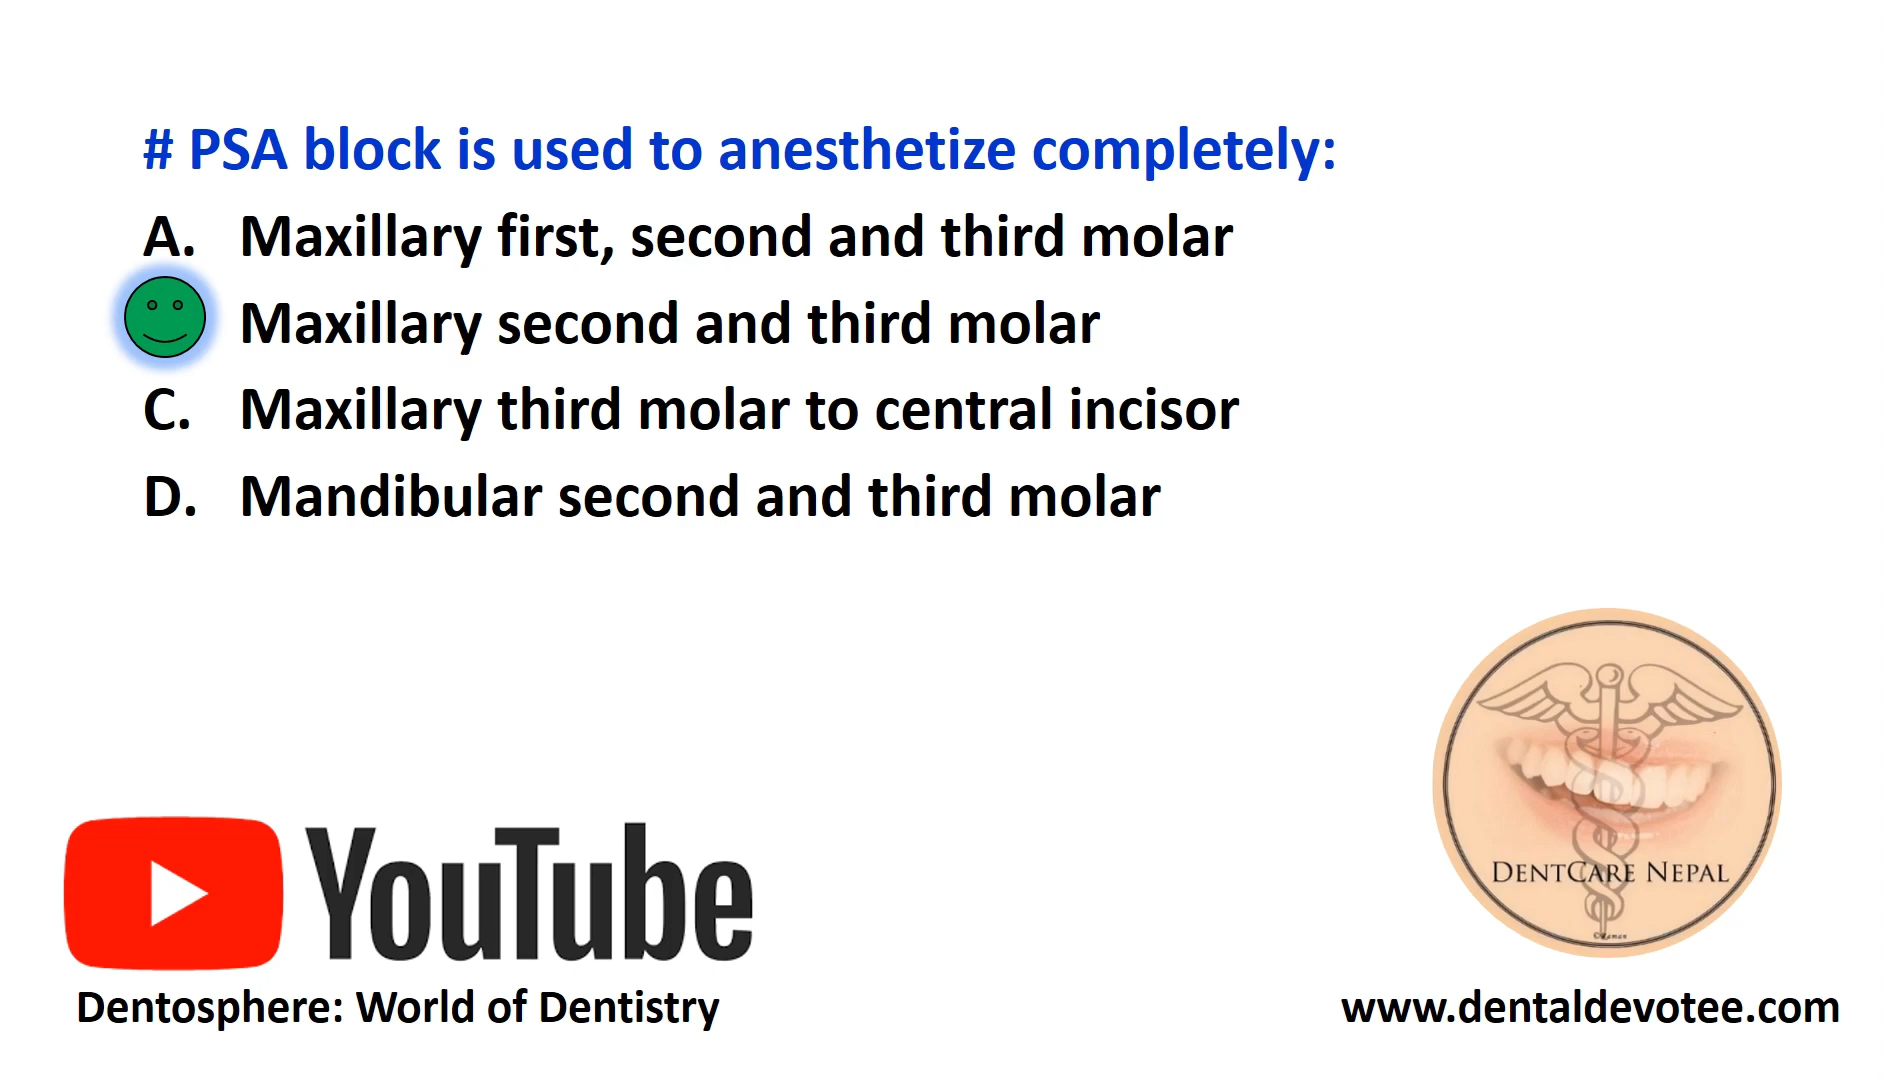 # PSA block is used to anesthetize completely:
A. Maxillary first, second and third molar
Maxillary second and third molar
C. Maxillary third molar to central incisor
D. Mandibular second and third molar
DENTCARE NEPAL
YouTube
Dentosphere: World of Dentistry
www.dentaldevotee.com